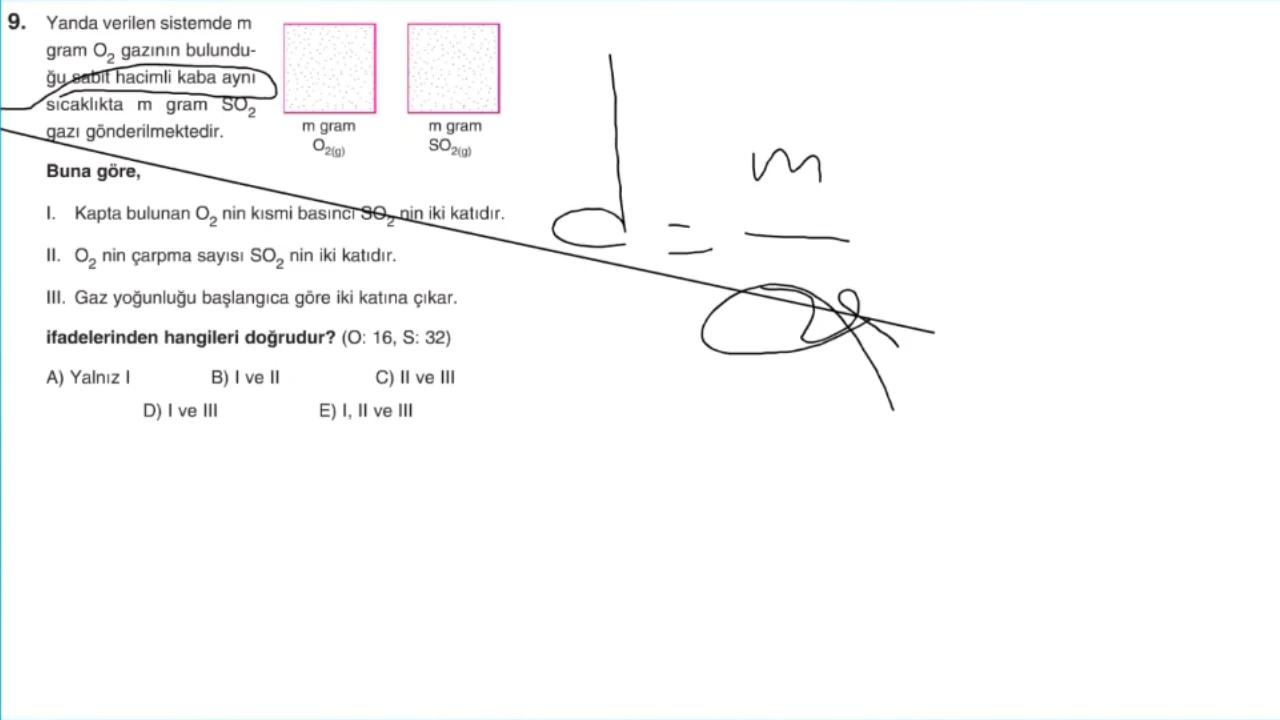 9. Yanda verilen sistemde m
gram O₂ gazının bulundu-
ğu sabit hacimli kaba aynı
sıcaklıkta m gram SO₂
gazı gönderilmektedir.
m gram
O₂(g)
m gram
SO₂(g)
Buna göre,
I. Kapta bulunan O₂ nin kısmi basıncı SO₂ nin iki katıdır.
II. O₂ nin çarpma sayısı SO₂ nin iki katıdır.
III. Gaz yoğunluğu başlangıca göre iki katına çıkar.
ifadelerinden hangileri doğrudur? (O: 16, S: 32)
A) Yalnız I B) I ve II C) II ve III
D) I ve III E) I, II ve III
d = m